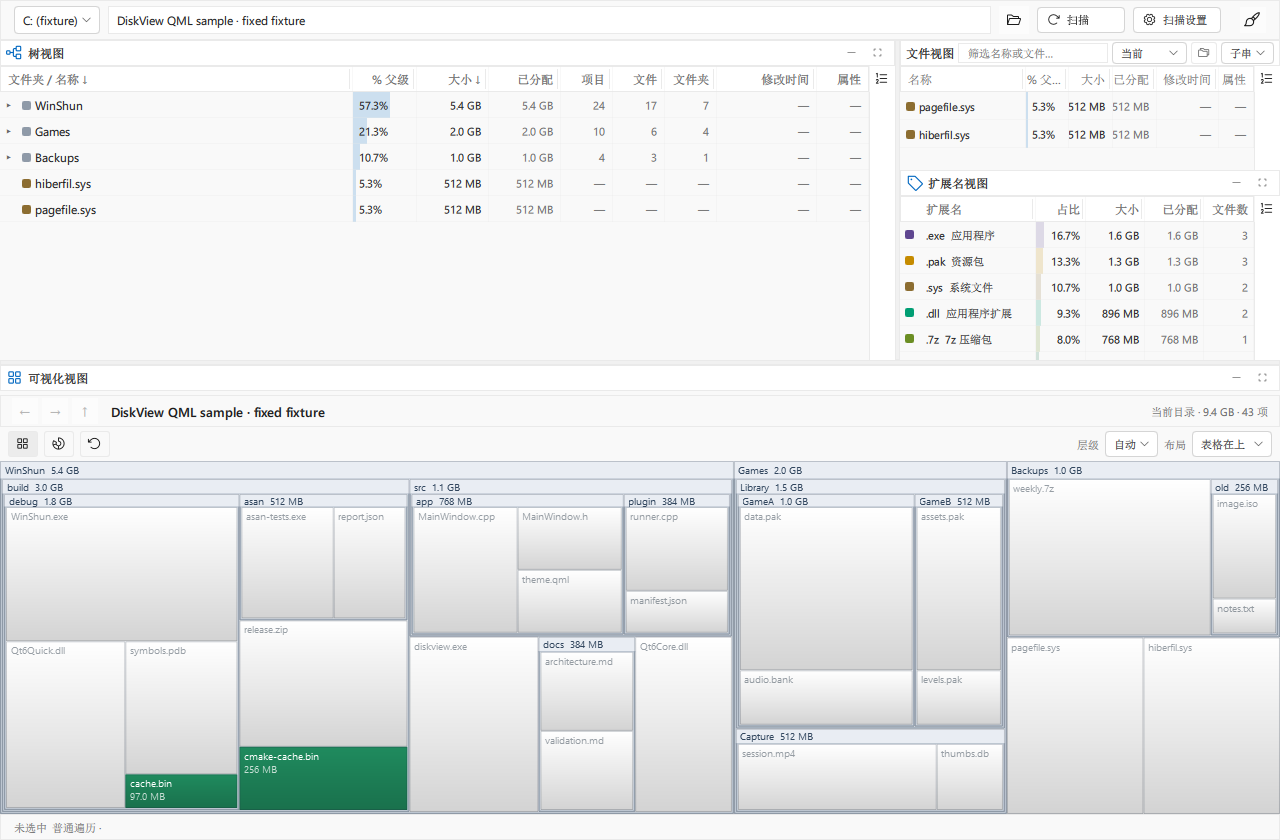 C: (fixture) DiskView QML sample · fixed fixture 扫描 扫描设置
树视图
文件夹 / 名称 ↓ % 父级 大小 ↓ 已分配 项目 文件 文件夹 修改时间 属性
WinShun 57.3% 5.4 GB 5.4 GB 24 17 7 — —
Games 21.3% 2.0 GB 2.0 GB 10 6 4 — —
Backups 10.7% 1.0 GB 1.0 GB 4 3 1 — —
hiberfil.sys 5.3% 512 MB 512 MB — — — — —
pagefile.sys 5.3% 512 MB 512 MB — — — — —
文件视图 筛选名称或文件... 当前 子串
名称 % 父... 大小 已分配 修改时间 属性
pagefile.sys 5.3% 512 MB 512 MB — —
hiberfil.sys 5.3% 512 MB 512 MB — —
扩展名视图
扩展名 占比 大小 已分配 文件数
.exe 应用程序 16.7% 1.6 GB 1.6 GB 3
.pak 资源包 13.3% 1.3 GB 1.3 GB 3
.sys 系统文件 10.7% 1.0 GB 1.0 GB 2
.dll 应用程序扩展 9.3% 896 MB 896 MB 2
.7z 7z 压缩包 8.0% 768 MB 768 MB 1
可视化视图
← → ↑ DiskView QML sample · fixed fixture 当前目录 · 9.4 GB · 43 项
层级 自动 布局 表格在上
WinShun 5.4 GB Games 2.0 GB Backups 1.0 GB
build 3.0 GB src 1.1 GB Library 1.5 GB weekly.7z old 256 MB
debug 1.8 GB asan 512 MB app 768 MB plugin 384 MB GameA 1.0 GB GameB 512 MB image.iso
WinShun.exe asan-tests.exe report.json MainWindow.cpp MainWindow.h runner.cpp data.pak assets.pak
theme.qml
manifest.json notes.txt
release.zip
Qt6Quick.dll symbols.pdb diskview.exe docs 384 MB Qt6Core.dll pagefile.sys hiberfil.sys
architecture.md
audio.bank levels.pak
validation.md Capture 512 MB
cmake-cache.bin session.mp4 thumbs.db
256 MB
cache.bin
97.0 MB
未选中 普通遍历 ·